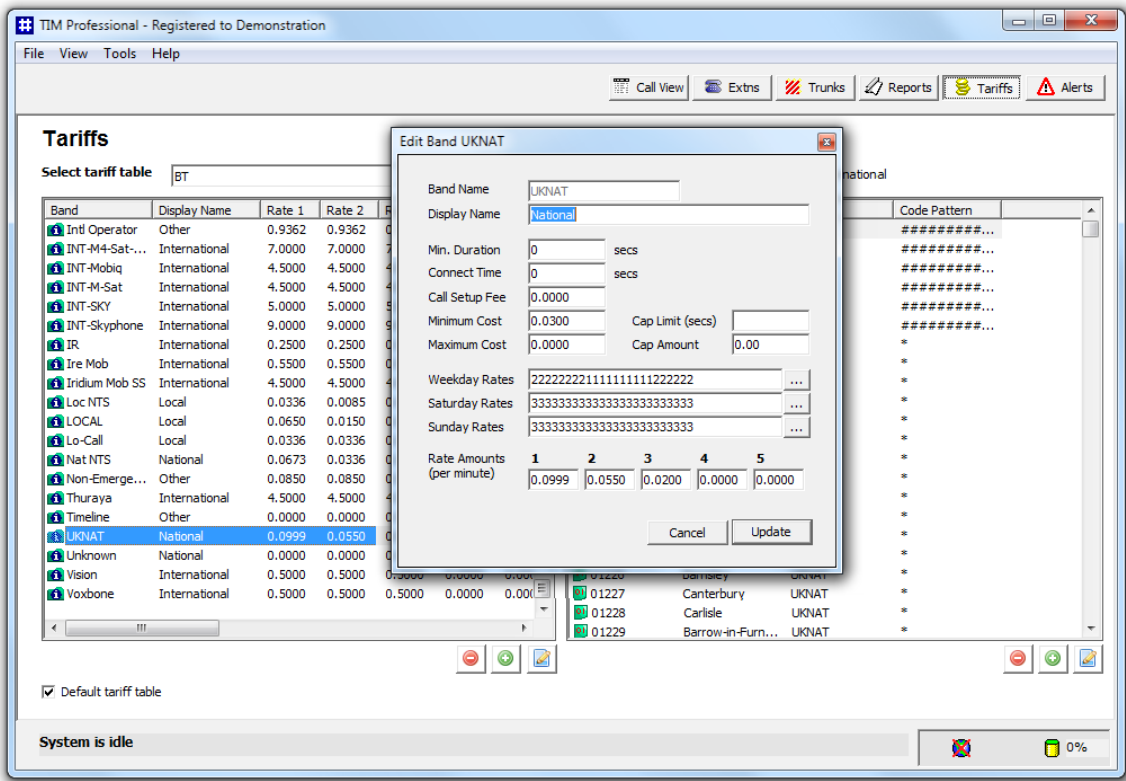 TIM Professional - Registered to Demonstration
File View Tools Help
Call View Extns Trunks Reports Tariffs Alerts
Tariffs
Select tariff table BT
Band Display Name Rate 1 Rate 2
Intl Operator Other 0.9362 0.9362
INT-M4-Sat-... International 7.0000 7.0000
INT-Mobiq International 4.5000 4.5000
INT-M-Sat International 4.5000 4.5000
INT-SKY International 5.0000 5.0000
INT-Skyphone International 9.0000 9.0000
IR International 0.2500 0.2500
Ire Mob International 0.5500 0.5500
Iridium Mob SS International 4.5000 4.5000
Loc NTS Local 0.0336 0.0085
LOCAL Local 0.0650 0.0150
Lo-Call Local 0.0336 0.0336
Nat NTS National 0.0673 0.0336
Non-Emerge... Other 0.0850 0.0850
Thuraya International 4.5000 4.5000
Timeline Other 0.0000 0.0000
UKNAT National 0.0999 0.0550
Unknown National 0.0000 0.0000
Vision International 0.5000 0.5000 0.5000 0.0000
Voxbone International 0.5000 0.5000 0.5000 0.0000 0.000
Edit Band UKNAT
Band Name UKNAT
Display Name National
Min. Duration 0 secs
Connect Time 0 secs
Call Setup Fee 0.0000
Minimum Cost 0.0300 Cap Limit (secs)
Maximum Cost 0.0000 Cap Amount 0.00
Weekday Rates 222222221111111111222222 ...
Saturday Rates 333333333333333333333333 ...
Sunday Rates 333333333333333333333333 ...
Rate Amounts 1 2 3 4 5
(per minute) 0.0999 0.0550 0.0200 0.0000 0.0000
Cancel Update
national
Code Pattern
#########...
#########...
#########...
#########...
#########...
#########...
*
*
*
*
*
*
*
*
*
*
*
*
01226 Barnsley UKNAT *
01227 Canterbury UKNAT *
01228 Carlisle UKNAT *
01229 Barrow-in-Furn... UKNAT *
Default tariff table
System is idle
0%